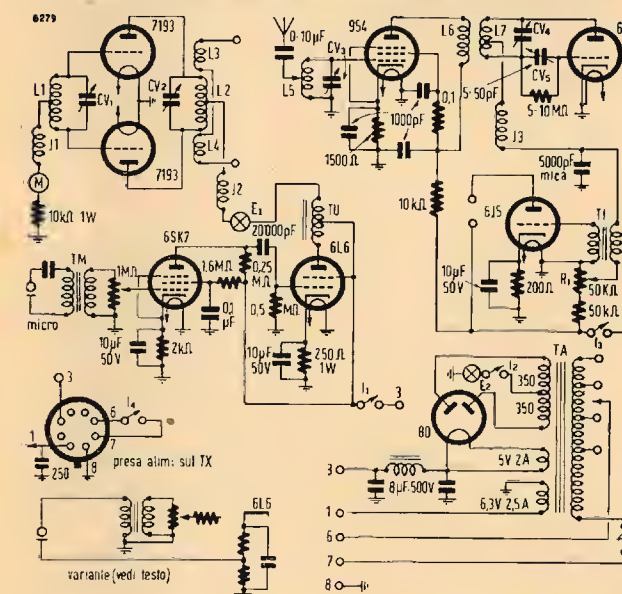 6279
7193
7193
L1
CV1
J1
M
10kΩ 1W
CV2
L3
L2
L4
J2
E1
0-10μF
L5
CV3
954
1000pF
1500Ω
0,1
10kΩ
L6
L7
CV4
CV5
5-50pF
5-10MΩ
J3
5000pF
mica
6J5
TI
10μF
50V
200Ω
R1
50KΩ
50kΩ
I3
TM
micro
1MΩ
6SK7
1,6MΩ
20000pF
0,25
MΩ
TU
6L6
0,5 MΩ
0,1
μF
10μF
50V
2kΩ
10μF
50V
250Ω
1W
I1
3
3
6
I4
7
1
8
250
presa alim. sul TX
80
E2
I2
350
350
TA
5V 2A
6,3V 2,5A
8μF.500V
3
1
6
7
8
6L6
variante (vedi testo)